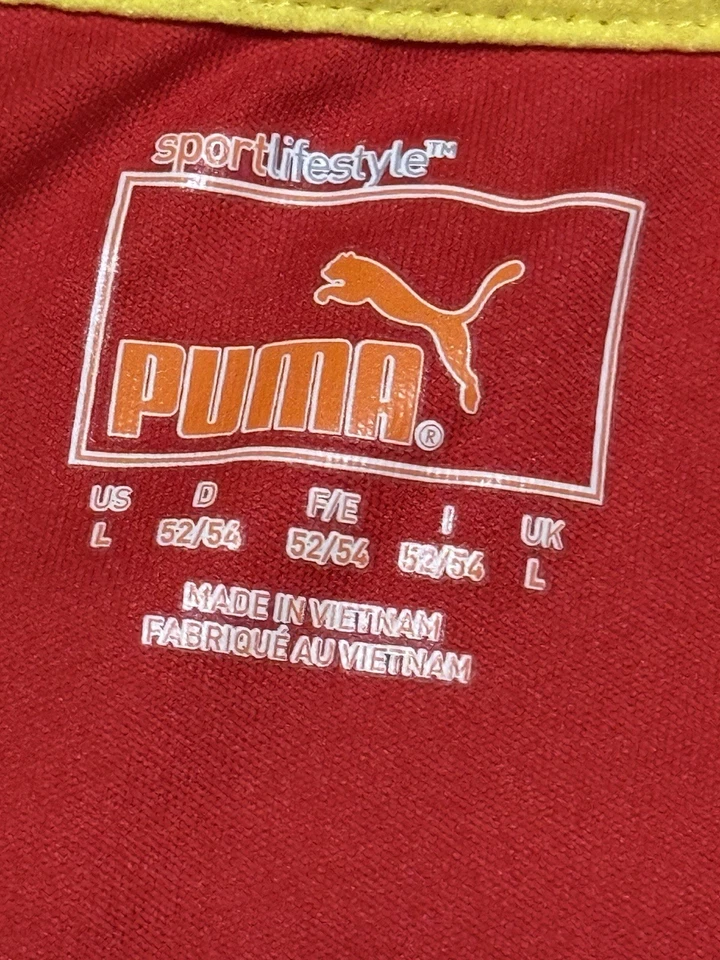 sportlifestyle™
PUMA®
US D F/E I UK
L 52/54 52/54 52/54 L
MADE IN VIETNAM
FABRIQUÉ AU VIETNAM